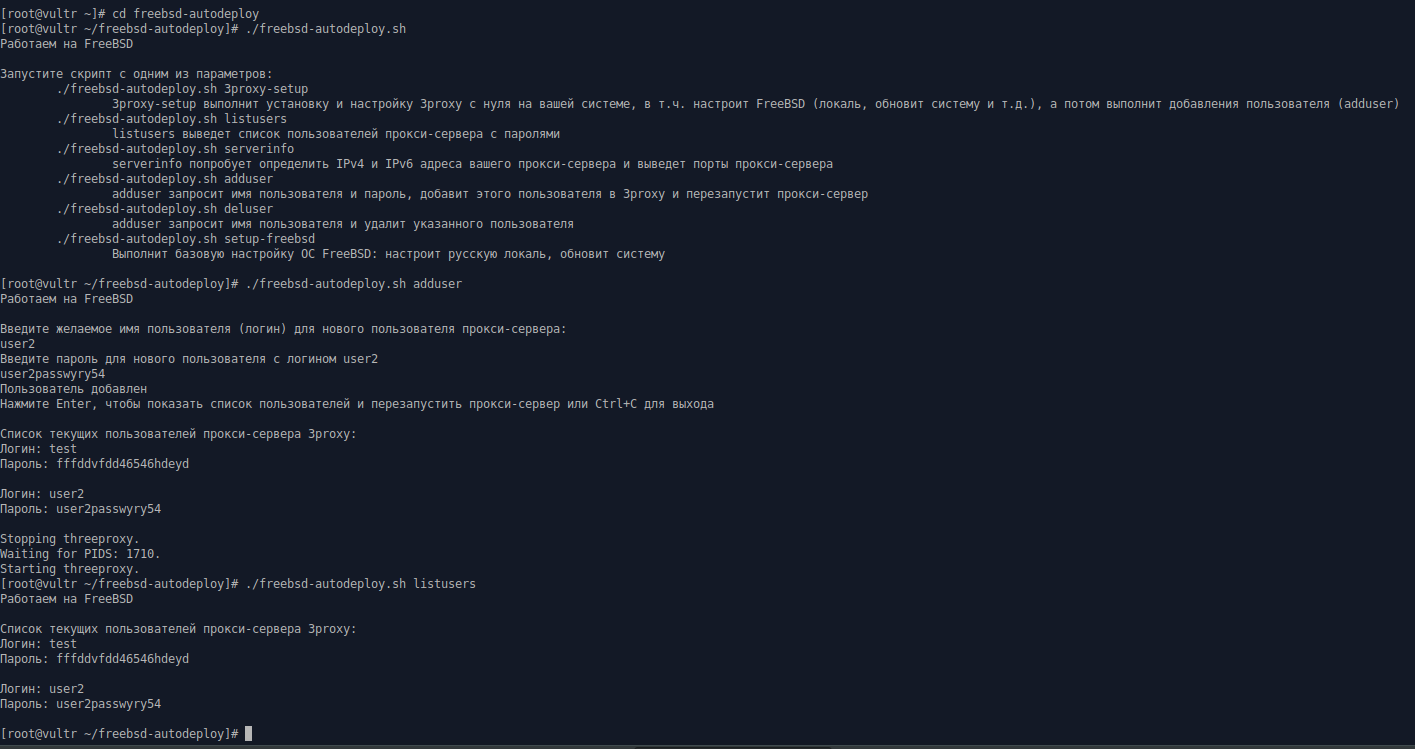 [root@vultr ~]# cd freebsd-autodeploy
[root@vultr ~/freebsd-autodeploy]# ./freebsd-autodeploy.sh
Работаем на FreeBSD
Запустите скрипт с одним из параметров:
./freebsd-autodeploy.sh 3proxy-setup
3proxy-setup выполнит установку и настройку 3proxy с нуля на вашей системе, в т.ч. настроит FreeBSD (локаль, обновит систему и т.д.), а потом выполнит добавления пользователя (adduser)
./freebsd-autodeploy.sh listusers
listusers выведет список пользователей прокси-сервера с паролями
./freebsd-autodeploy.sh serverinfo
serverinfo попробует определить IPv4 и IPv6 адреса вашего прокси-сервера и выведет порты прокси-сервера
./freebsd-autodeploy.sh adduser
adduser запросит имя пользователя и пароль, добавит этого пользователя в 3proxy и перезапустит прокси-сервер
./freebsd-autodeploy.sh deluser
adduser запросит имя пользователя и удалит указанного пользователя
./freebsd-autodeploy.sh setup-freebsd
Выполнит базовую настройку ОС FreeBSD: настроит русскую локаль, обновит систему
[root@vultr ~/freebsd-autodeploy]# ./freebsd-autodeploy.sh adduser
Работаем на FreeBSD
Введите желаемое имя пользователя (логин) для нового пользователя прокси-сервера:
user2
Введите пароль для нового пользователя с логином user2
user2passwyry54
Пользователь добавлен
Нажмите Enter, чтобы показать список пользователей и перезапустить прокси-сервер или Ctrl+C для выхода
Список текущих пользователей прокси-сервера 3proxy:
Логин: test
Пароль: fffddvfdd46546hdeyd
Логин: user2
Пароль: user2passwyry54
Stopping threeproxy.
Waiting for PIDS: 1710.
Starting threeproxy.
[root@vultr ~/freebsd-autodeploy]# ./freebsd-autodeploy.sh listusers
Работаем на FreeBSD
Список текущих пользователей прокси-сервера 3proxy:
Логин: test
Пароль: fffddvfdd46546hdeyd
Логин: user2
Пароль: user2passwyry54
[root@vultr ~/freebsd-autodeploy]#